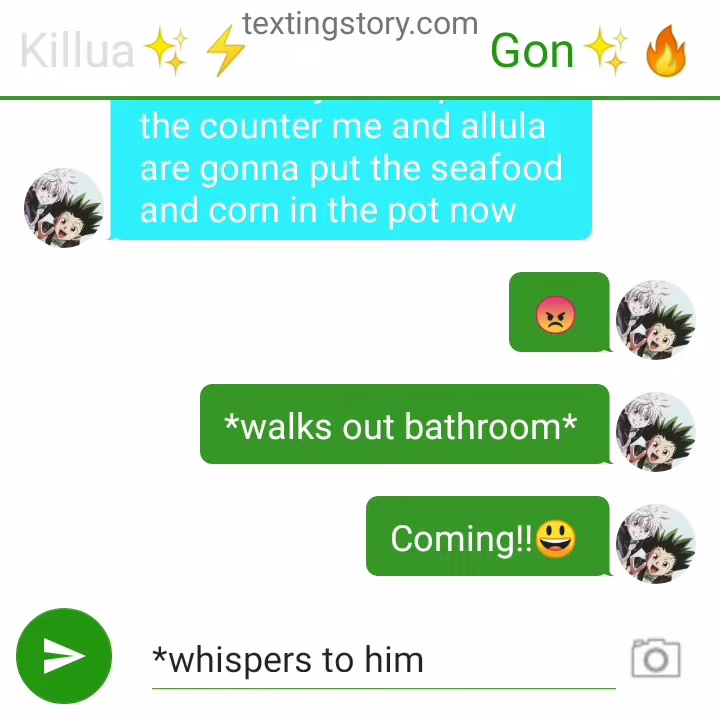 textingstory.com
Killua✨⚡ Gon✨🔥
the counter me and allula
are gonna put the seafood
and corn in the pot now
😡
*walks out bathroom*
Coming!!😃
*whispers to him